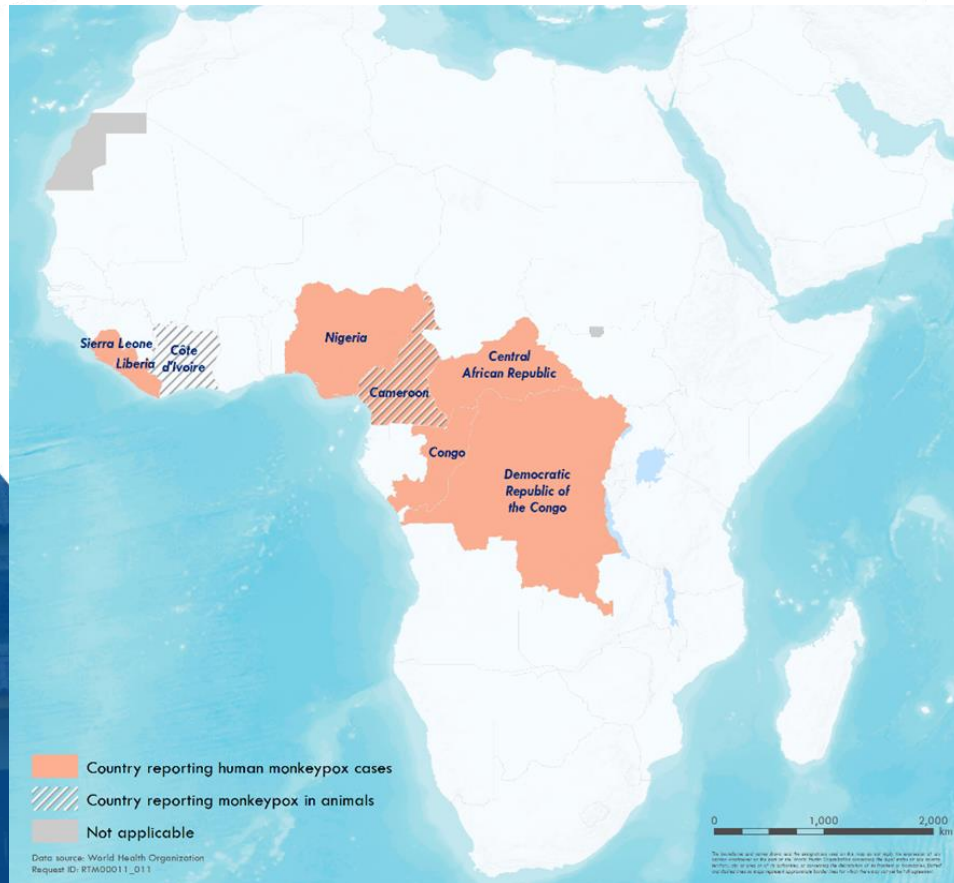 Nigeria
Sierra Leone
Liberia
Côte
d'Ivoire
Central
African Republic
Cameroon
Congo
Democratic
Republic of
the Congo
Country reporting human monkeypox cases
Country reporting monkeypox in animals
Not applicable
Data source: World Health Organization
Request ID: RTM00011_011
0 1,000 2,000
km